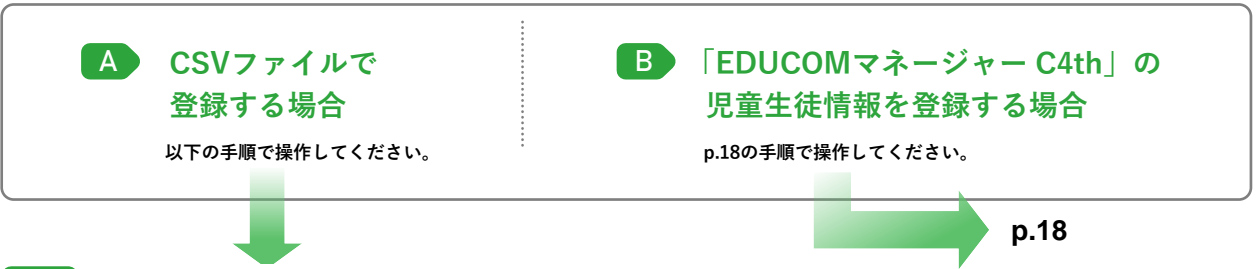 A
CSVファイルで
登録する場合
以下の手順で操作してください。
B
「EDUCOMマネージャー C4th」の
児童生徒情報を登録する場合
p.18の手順で操作してください。
p.18